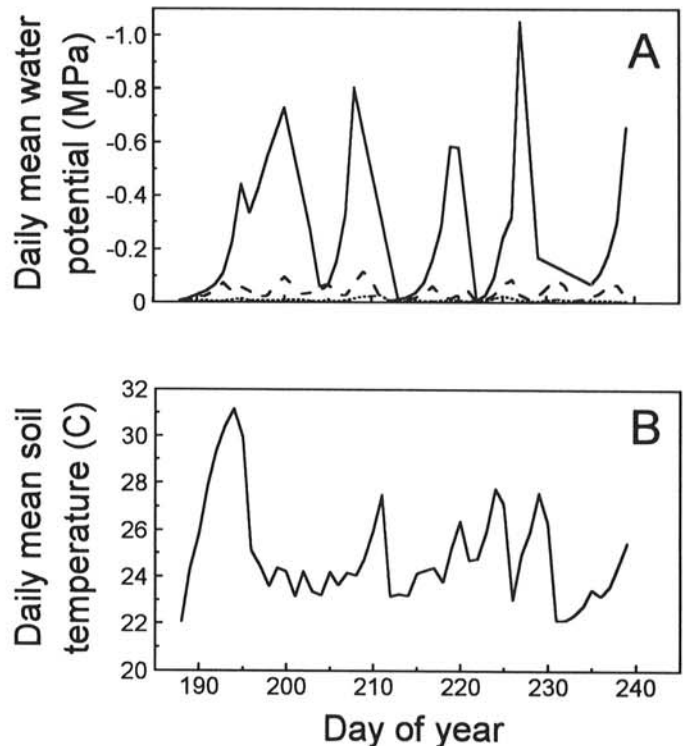 Daily mean water
potential (MPa)
-1.0
-0.8
-0.6
-0.4
-0.2
0
A
Daily mean soil
temperature (C)
32
30
28
26
24
22
20
B
190 200 210 220 230 240
Day of year